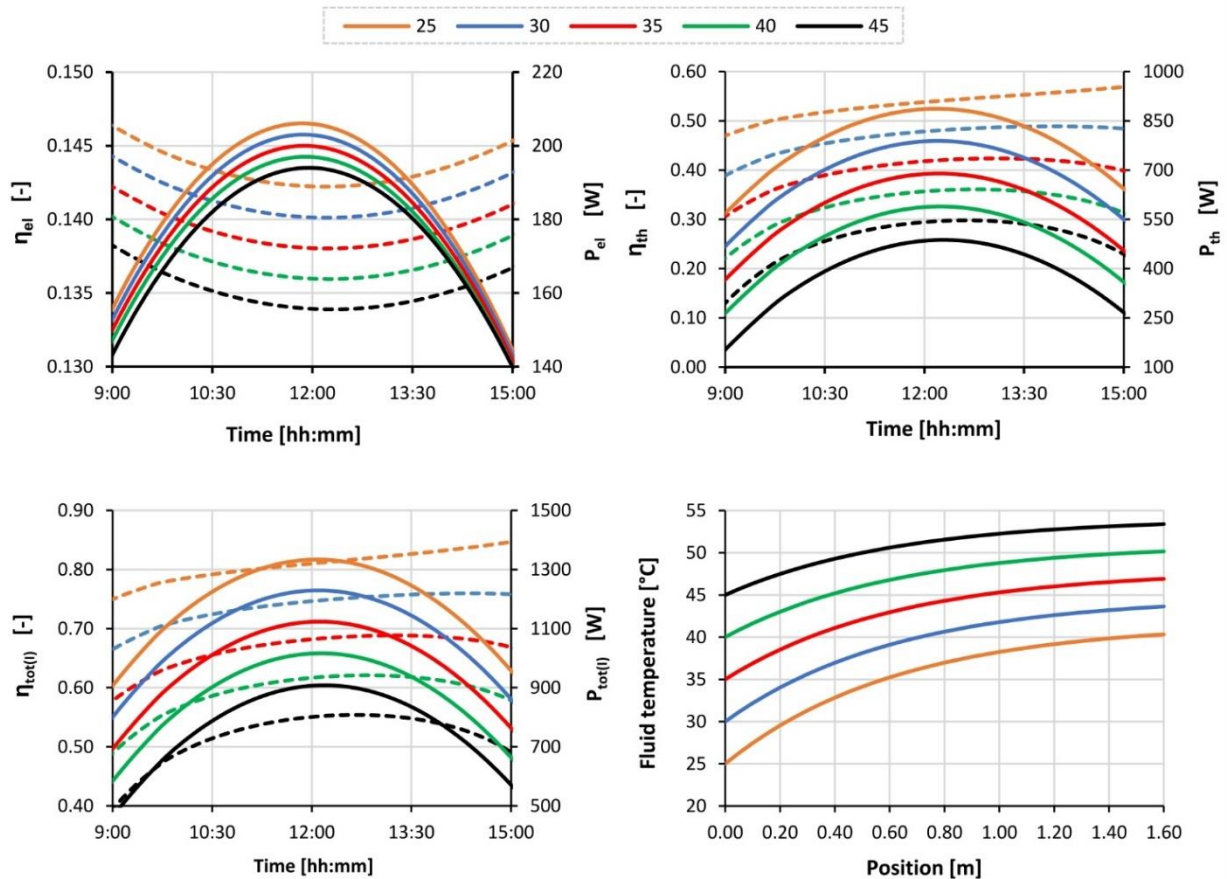 25 30 35 40 45
0.150 220
0.145 200
0.140 180
0.135 160
0.130 140
9:00 10:30 12:00 13:30 15:00
ηel [-]
Pel [W]
Time [hh:mm]
0.60 1000
0.50 850
0.40 700
0.30 550
0.20 400
0.10 250
0.00 100
9:00 10:30 12:00 13:30 15:00
ηth [-]
Pth [W]
Time [hh:mm]
0.90 1500
0.80 1300
0.70 1100
0.60 900
0.50 700
0.40 500
9:00 10:30 12:00 13:30 15:00
ηtot(I) [-]
Ptot(I) [W]
Time [hh:mm]
55
50
45
40
35
30
25
20
0.00 0.20 0.40 0.60 0.80 1.00 1.20 1.40 1.60
Fluid temperature [°C]
Position [m]